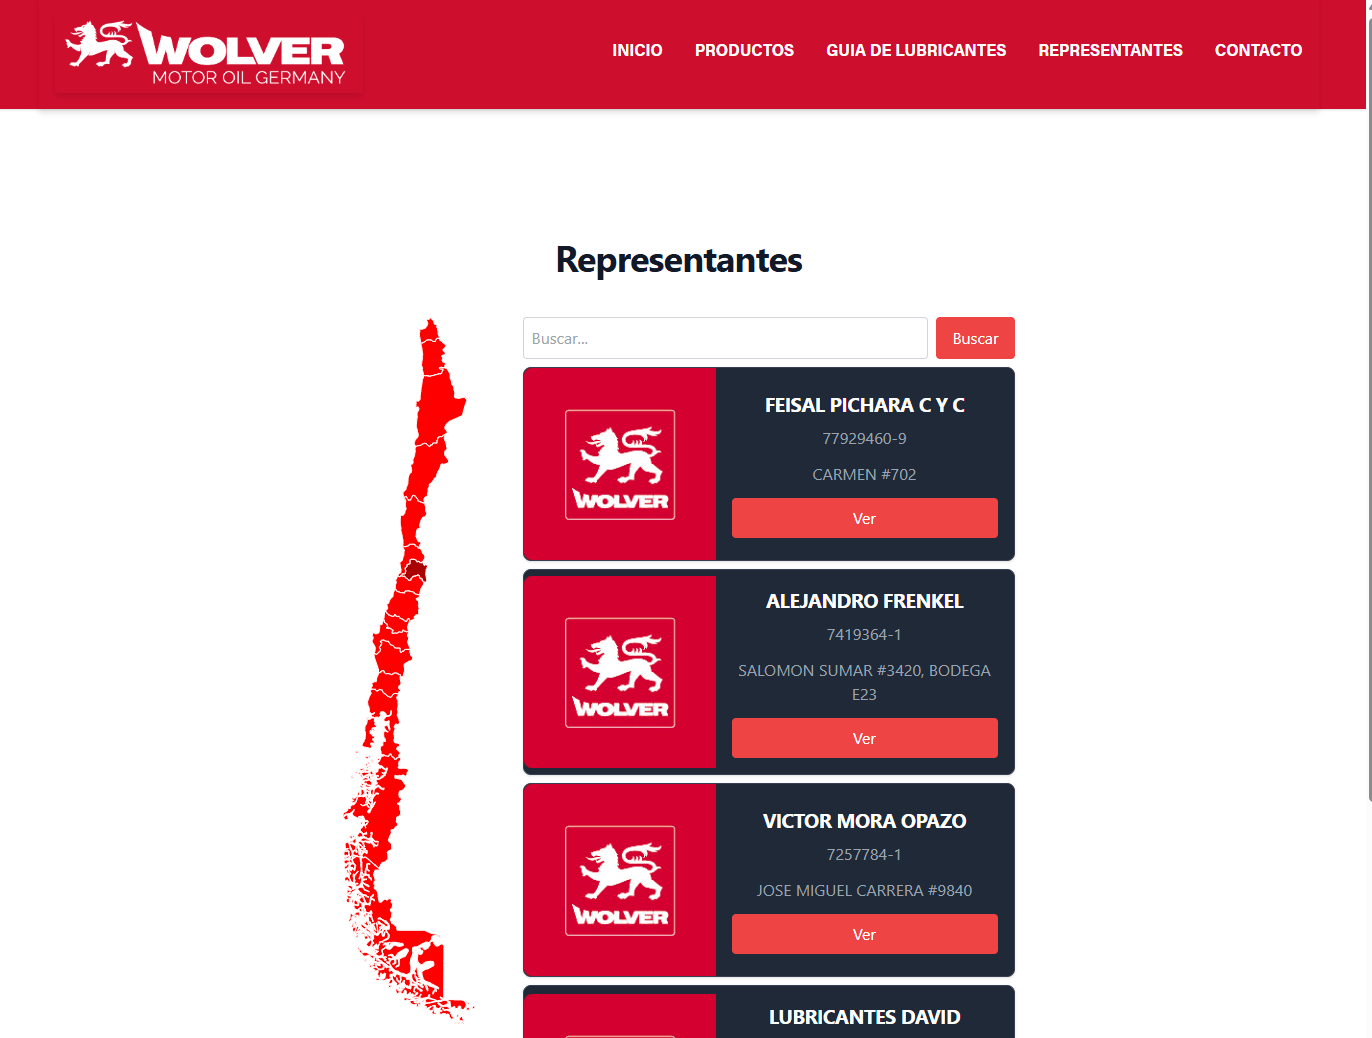 WOLVER
MOTOR OIL GERMANY
INICIO
PRODUCTOS
GUIA DE LUBRICANTES
REPRESENTANTES
CONTACTO
Representantes
Buscar...
Buscar
WOLVER
FEISAL PICHARA C Y C
77929460-9
CARMEN #702
Ver
WOLVER
ALEJANDRO FRENKEL
7419364-1
SALOMON SUMAR #3420, BODEGA
E23
Ver
WOLVER
VICTOR MORA OPAZO
7257784-1
JOSE MIGUEL CARRERA #9840
Ver
LUBRICANTES DAVID